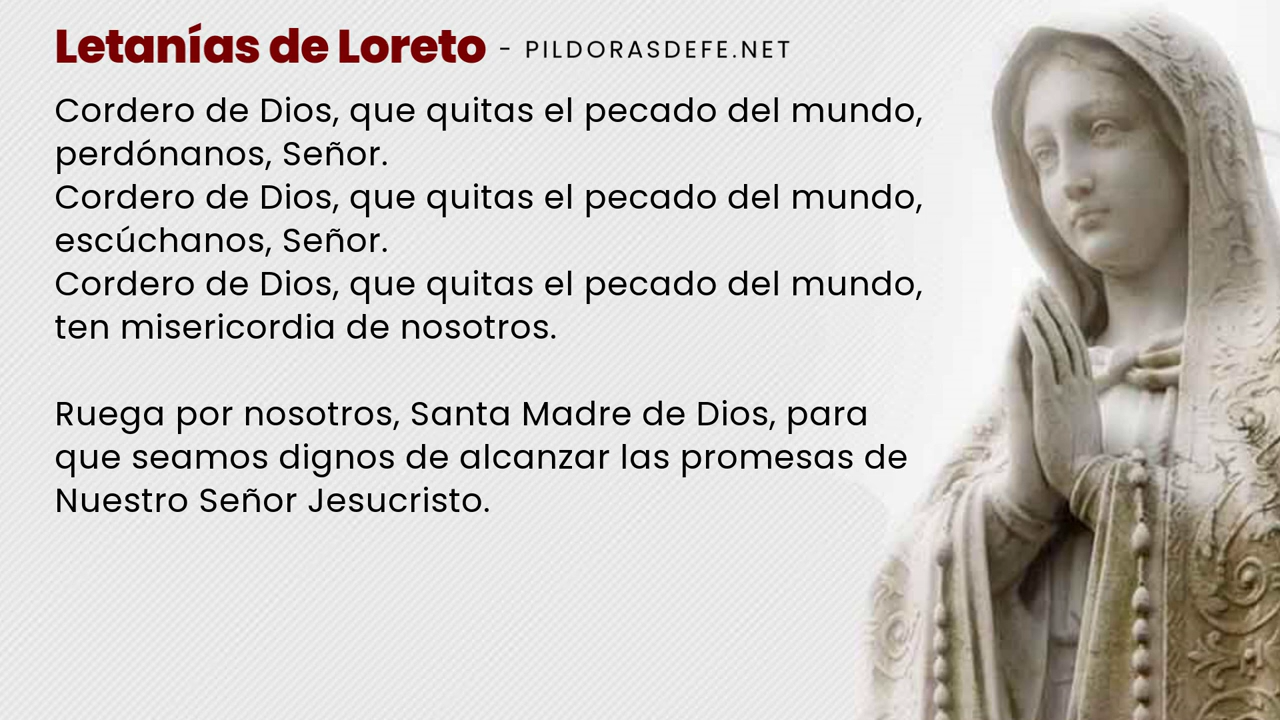 Letanías de Loreto - PILDORASDEFE.NET
Cordero de Dios, que quitas el pecado del mundo,
perdónanos, Señor.
Cordero de Dios, que quitas el pecado del mundo,
escúchanos, Señor.
Cordero de Dios, que quitas el pecado del mundo,
ten misericordia de nosotros.
Ruega por nosotros, Santa Madre de Dios, para
que seamos dignos de alcanzar las promesas de
Nuestro Señor Jesucristo.